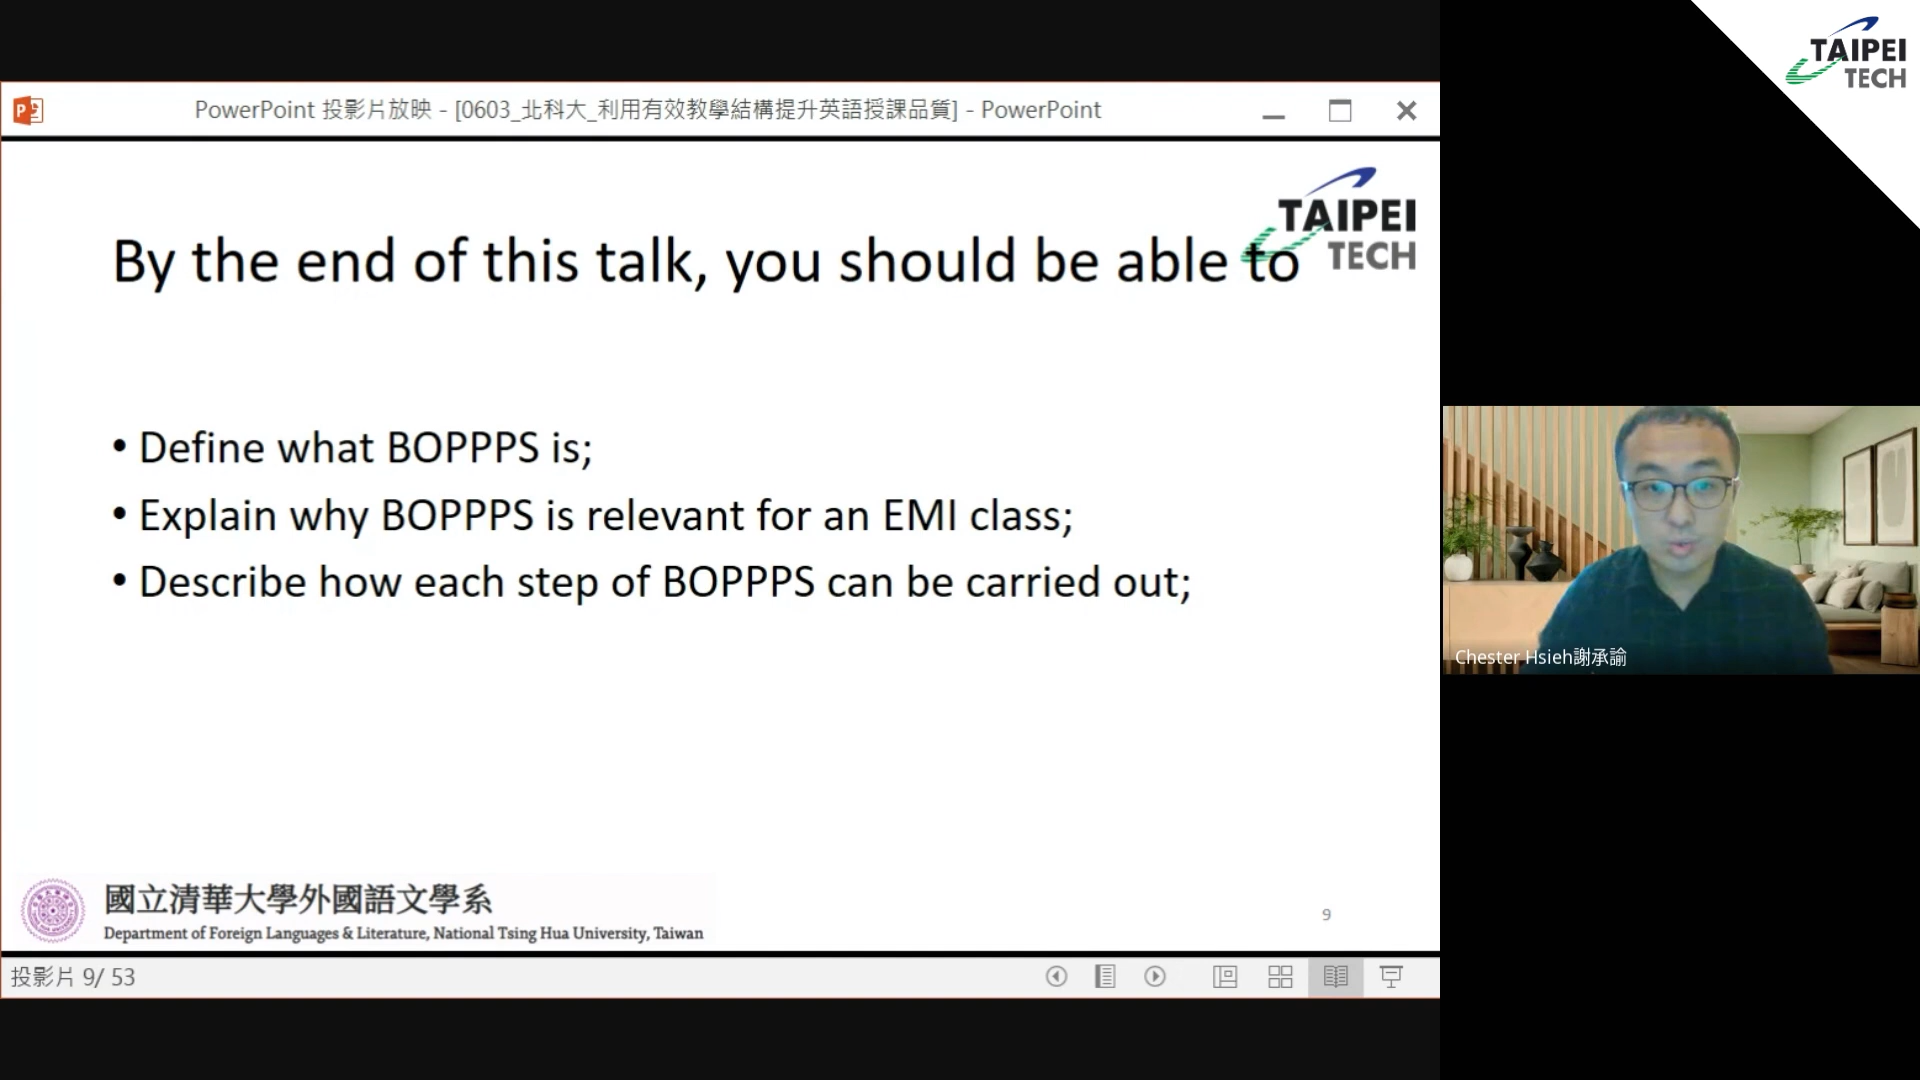 PowerPoint 投影片放映 - [0603_北科大_利用有效教學結構提升英語授課品質] - PowerPoint
TAIPEI
TECH
By the end of this talk, you should be able to
• Define what BOPPPS is;
• Explain why BOPPPS is relevant for an EMI class;
• Describe how each step of BOPPPS can be carried out;
國立清華大學外國語文學系
Department of Foreign Languages & Literature, National Tsing Hua University, Taiwan
9
投影片 9/ 53
TAIPEI
TECH
Chester Hsieh謝承諭